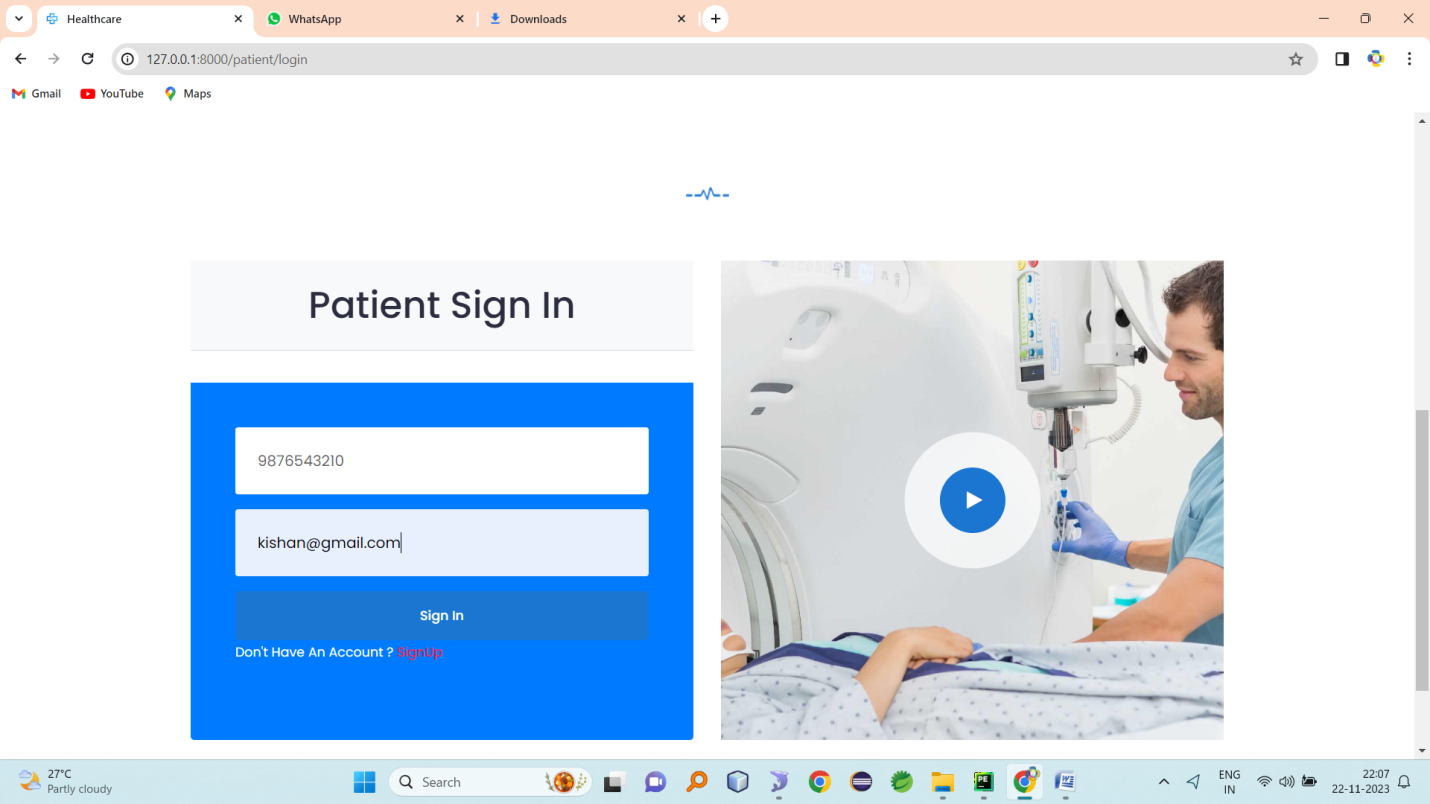 Healthcare
WhatsApp
Downloads
127.0.0.1:8000/patient/login
Gmail
YouTube
Maps
Patient Sign In
9876543210
kishan@gmail.com
Sign In
Don't Have An Account ? SignUp
27°C
Partly cloudy
Search
PE
ENG
IN
22:07
22-11-2023